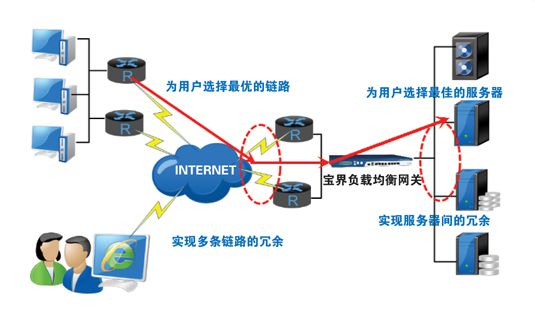 R
为用户选择最优的链路
为用户选择最佳的服务器
R
R
INTERNET
宝界负载均衡网关
R
实现服务器间的冗余
实现多条链路的冗余